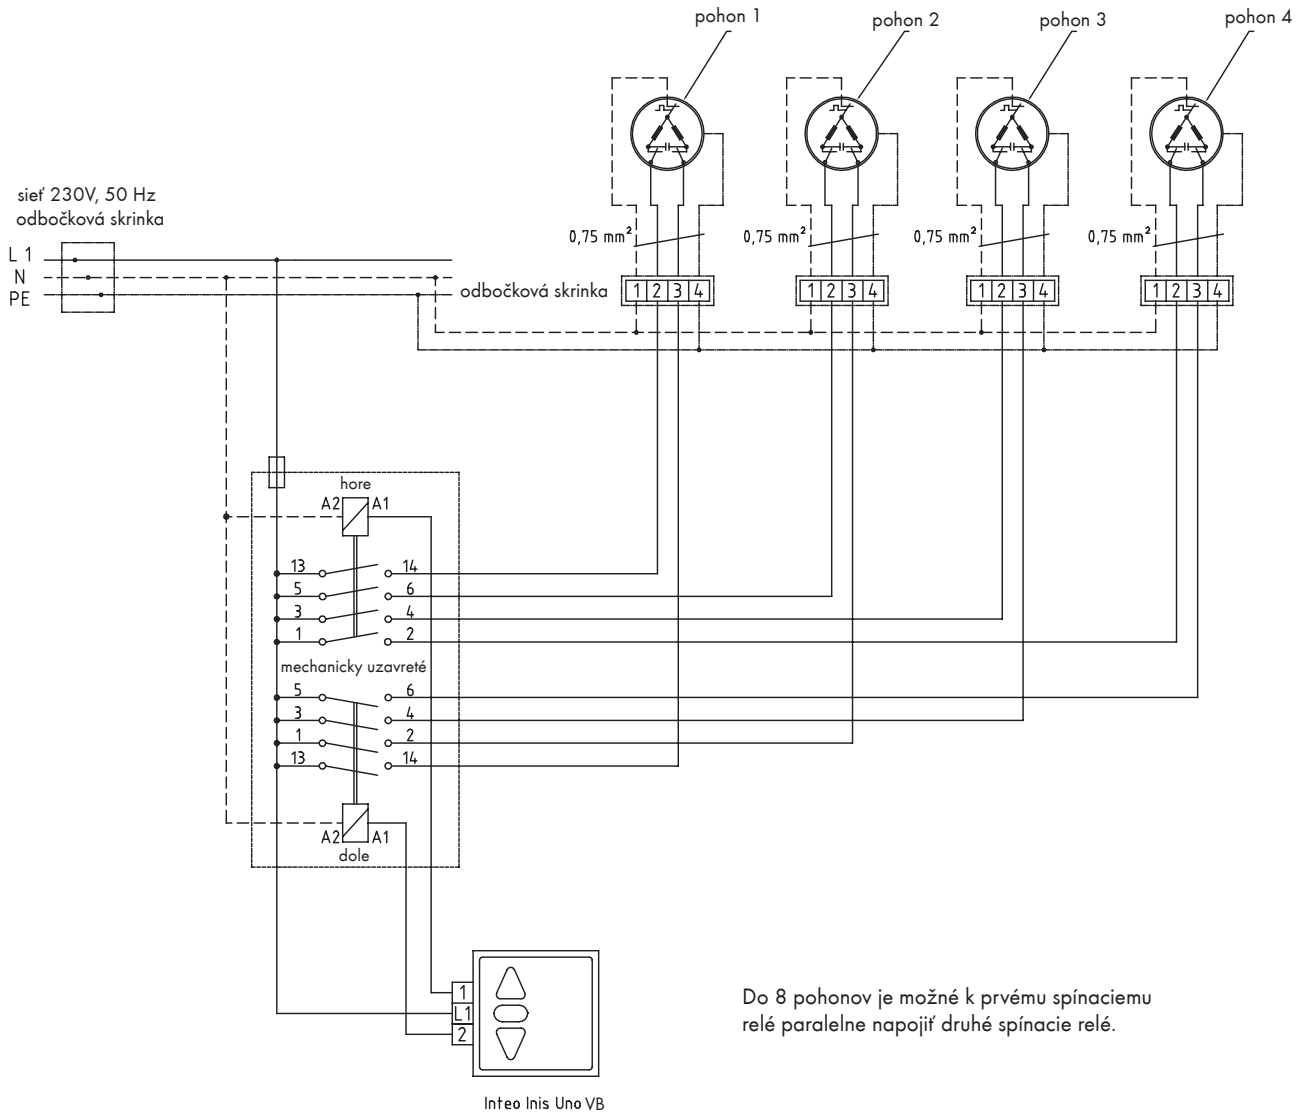 pohon 1
pohon 2
pohon 3
pohon 4
sieť 230V, 50 Hz
odbočková skrinka
L1
N
PE
0,75 mm²
0,75 mm²
0,75 mm²
0,75 mm²
odbočková skrinka
1 2 3 4
1 2 3 4
1 2 3 4
1 2 3 4
hore
A2 A1
13 14
5 6
3 4
1 2
mechanicky uzavreté
5 6
3 4
1 2
13 14
A2 A1
dole
1
L1
2
Do 8 pohonov je možné k prvému spínaciemu
relé paralelne napojiť druhé spínacie relé.
Inteo Inis Uno VB